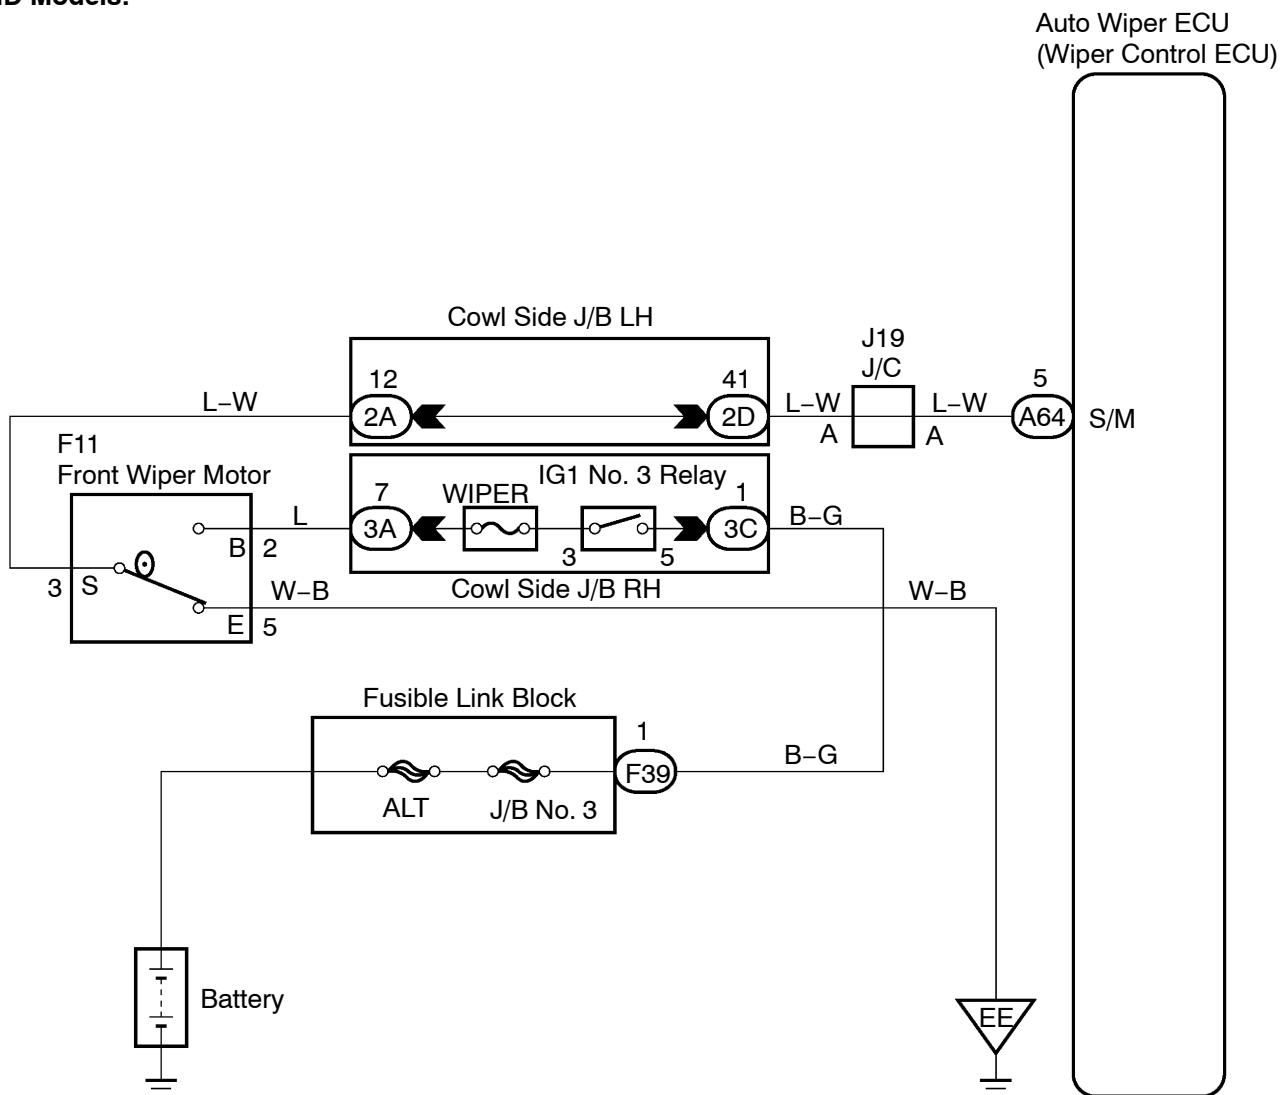 Models:
Auto Wiper ECU
(Wiper Control ECU)
Cowl Side J/B LH
J19
J/C
12
41
5
L–W
2A
2D
L–W
L–W
A64
S/M
A
A
F11
Front Wiper Motor
IG1 No. 3 Relay
7
WIPER
1
L
3A
3C
B–G
B
2
3
5
3
S
W–B
Cowl Side J/B RH
W–B
E
5
Fusible Link Block
1
F39
B–G
ALT
J/B No. 3
Battery
EE